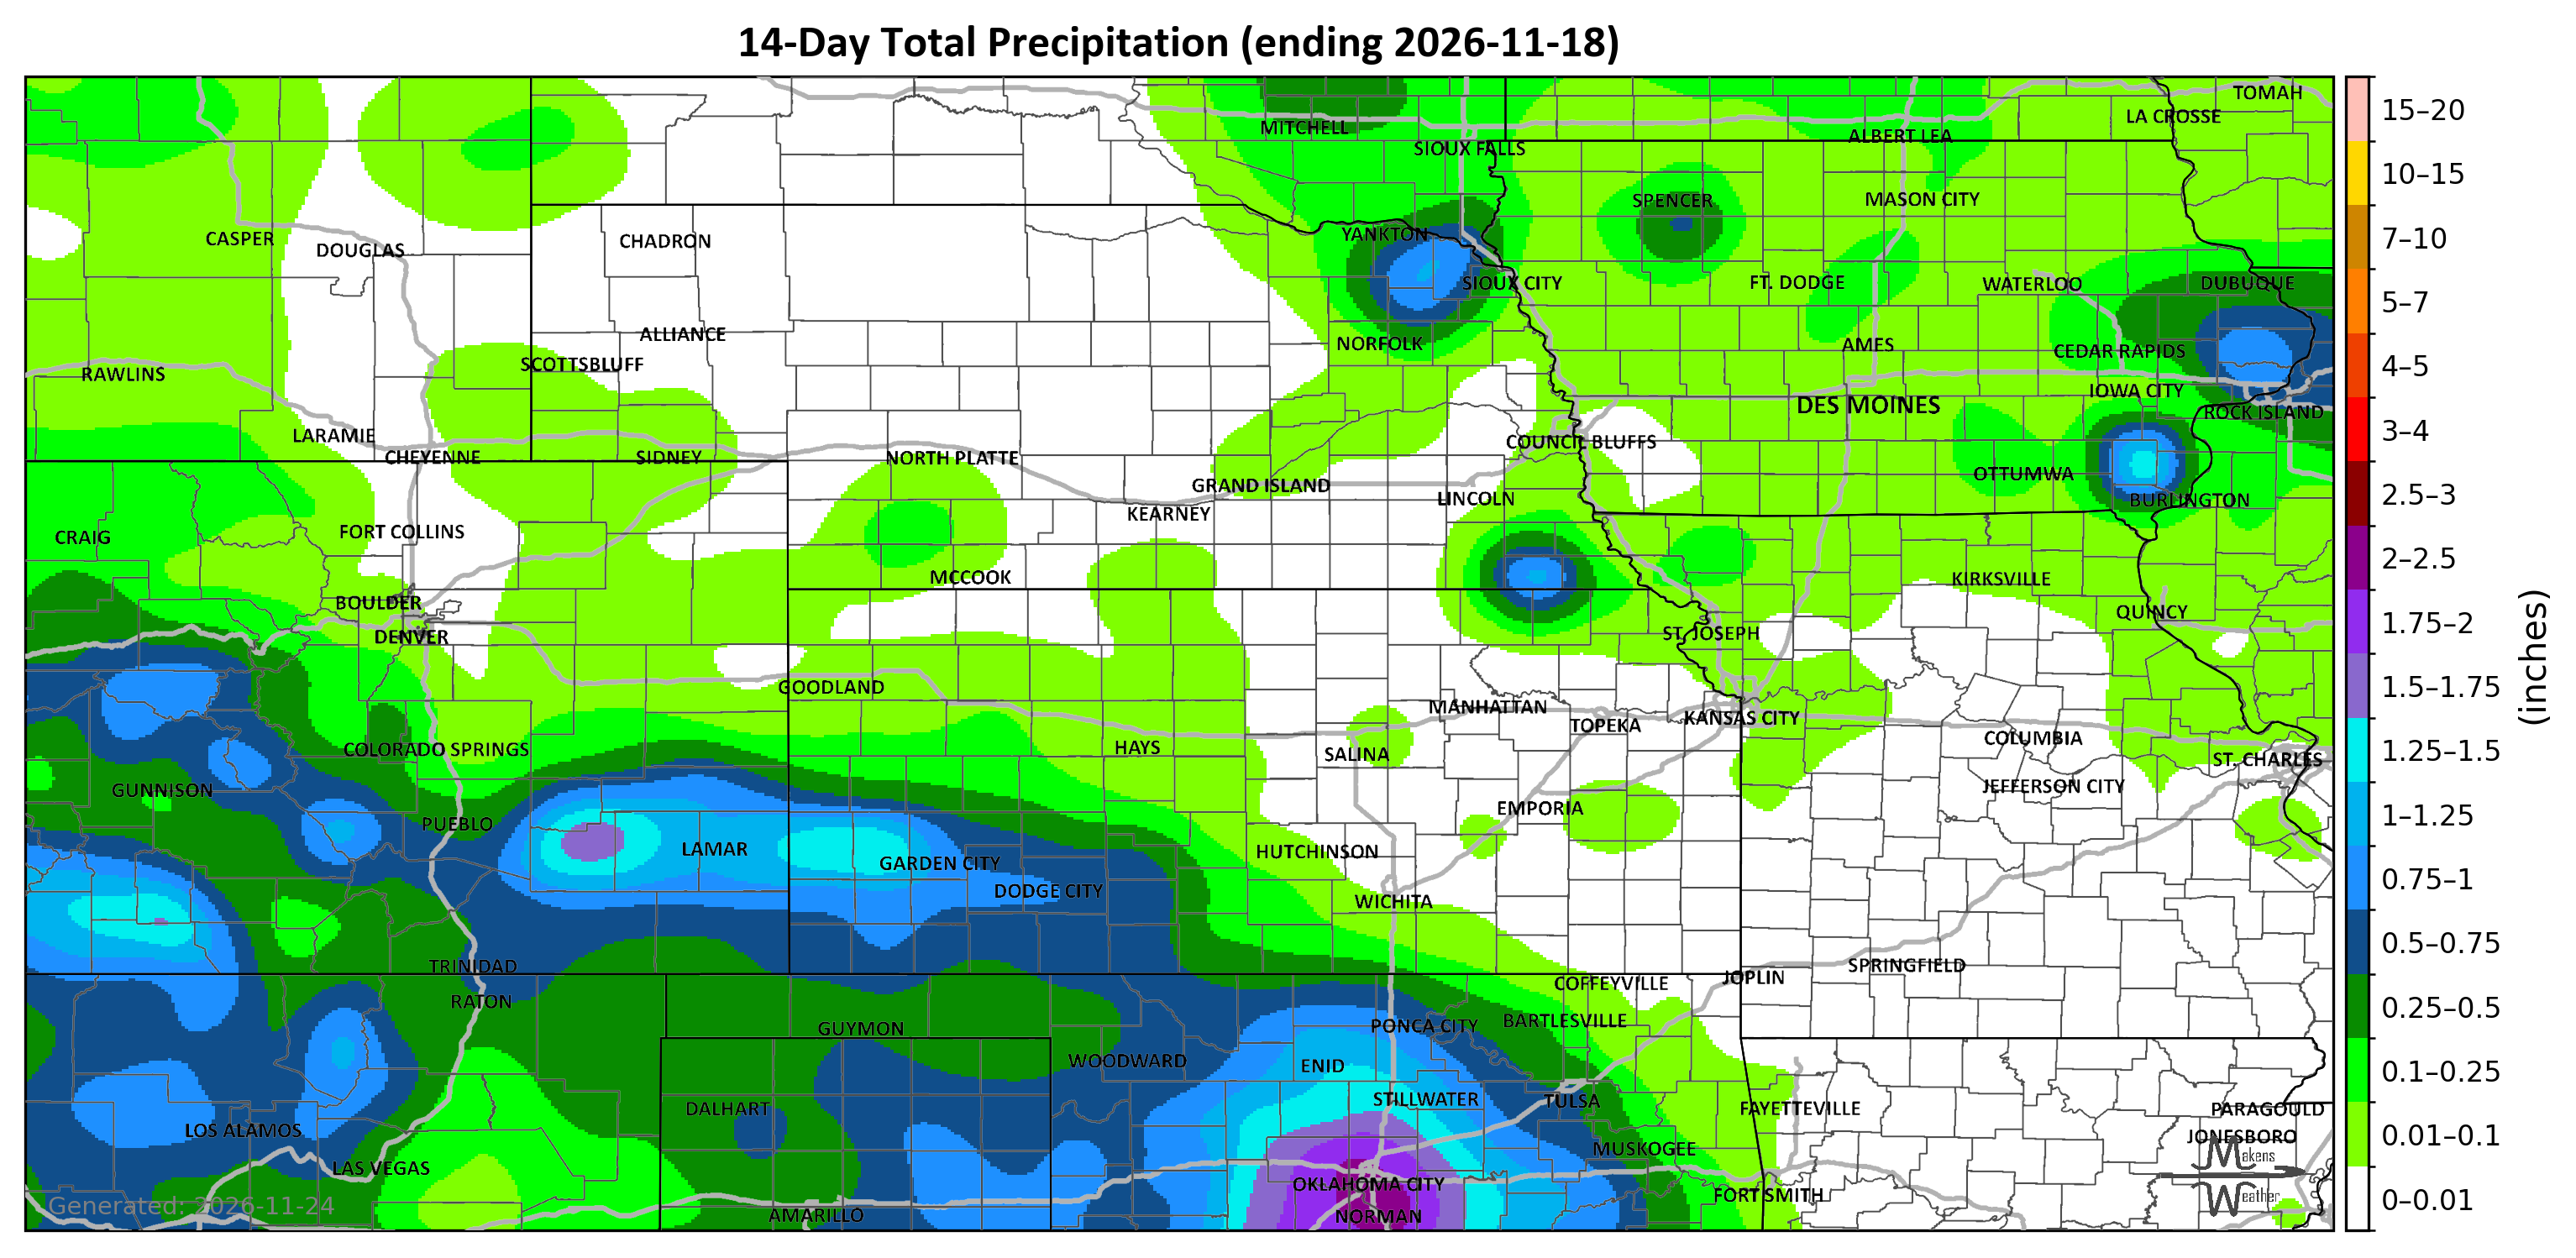 14-Day Total Precipitation (ending 2026-11-18)
TOMAH
LA CROSSE
MITCHELL
ALBERT LEA
SIOUX FALLS
SPENCER
MASON CITY
YANKTON
CASPER
DOUGLAS
CHADRON
SIOUX CITY
FT. DODGE
WATERLOO
DUBUQUE
ALLIANCE
NORFOLK
AMES
CEDAR RAPIDS
SCOTTSBLUFF
RAWLINS
IOWA CITY
DES MOINES
ROCK ISLAND
LARAMIE
COUNCIL BLUFFS
CHEYENNE
SIDNEY
NORTH PLATTE
OTTUMWA
GRAND ISLAND
LINCOLN
BURLINGTON
KEARNEY
FORT COLLINS
CRAIG
MCCOOK
KIRKSVILLE
BOULDER
QUINCY
DENVER
ST. JOSEPH
GOODLAND
MANHATTAN
KANSAS CITY
TOPEKA
COLUMBIA
COLORADO SPRINGS
HAYS
SALINA
ST. CHARLES
JEFFERSON CITY
GUNNISON
EMPORIA
PUEBLO
LAMAR
HUTCHINSON
GARDEN CITY
DODGE CITY
WICHITA
TRINIDAD
SPRINGFIELD
JOPLIN
COFFEYVILLE
RATON
BARTLESVILLE
PONCA CITY
GUYMON
WOODWARD
ENID
STILLWATER
TULSA
DALHART
FAYETTEVILLE
PARAGOULD
LOS ALAMOS
JONESBORO
MUSKOGEE
LAS VEGAS
OKLAHOMA CITY
FORT SMITH
AMARILLO
NORMAN
Generated: 2026-11-24
Makens
Weather
15–20
10–15
7–10
5–7
4–5
3–4
2.5–3
2–2.5
1.75–2
1.5–1.75
1.25–1.5
1–1.25
0.75–1
0.5–0.75
0.25–0.5
0.1–0.25
0.01–0.1
0–0.01
(inches)